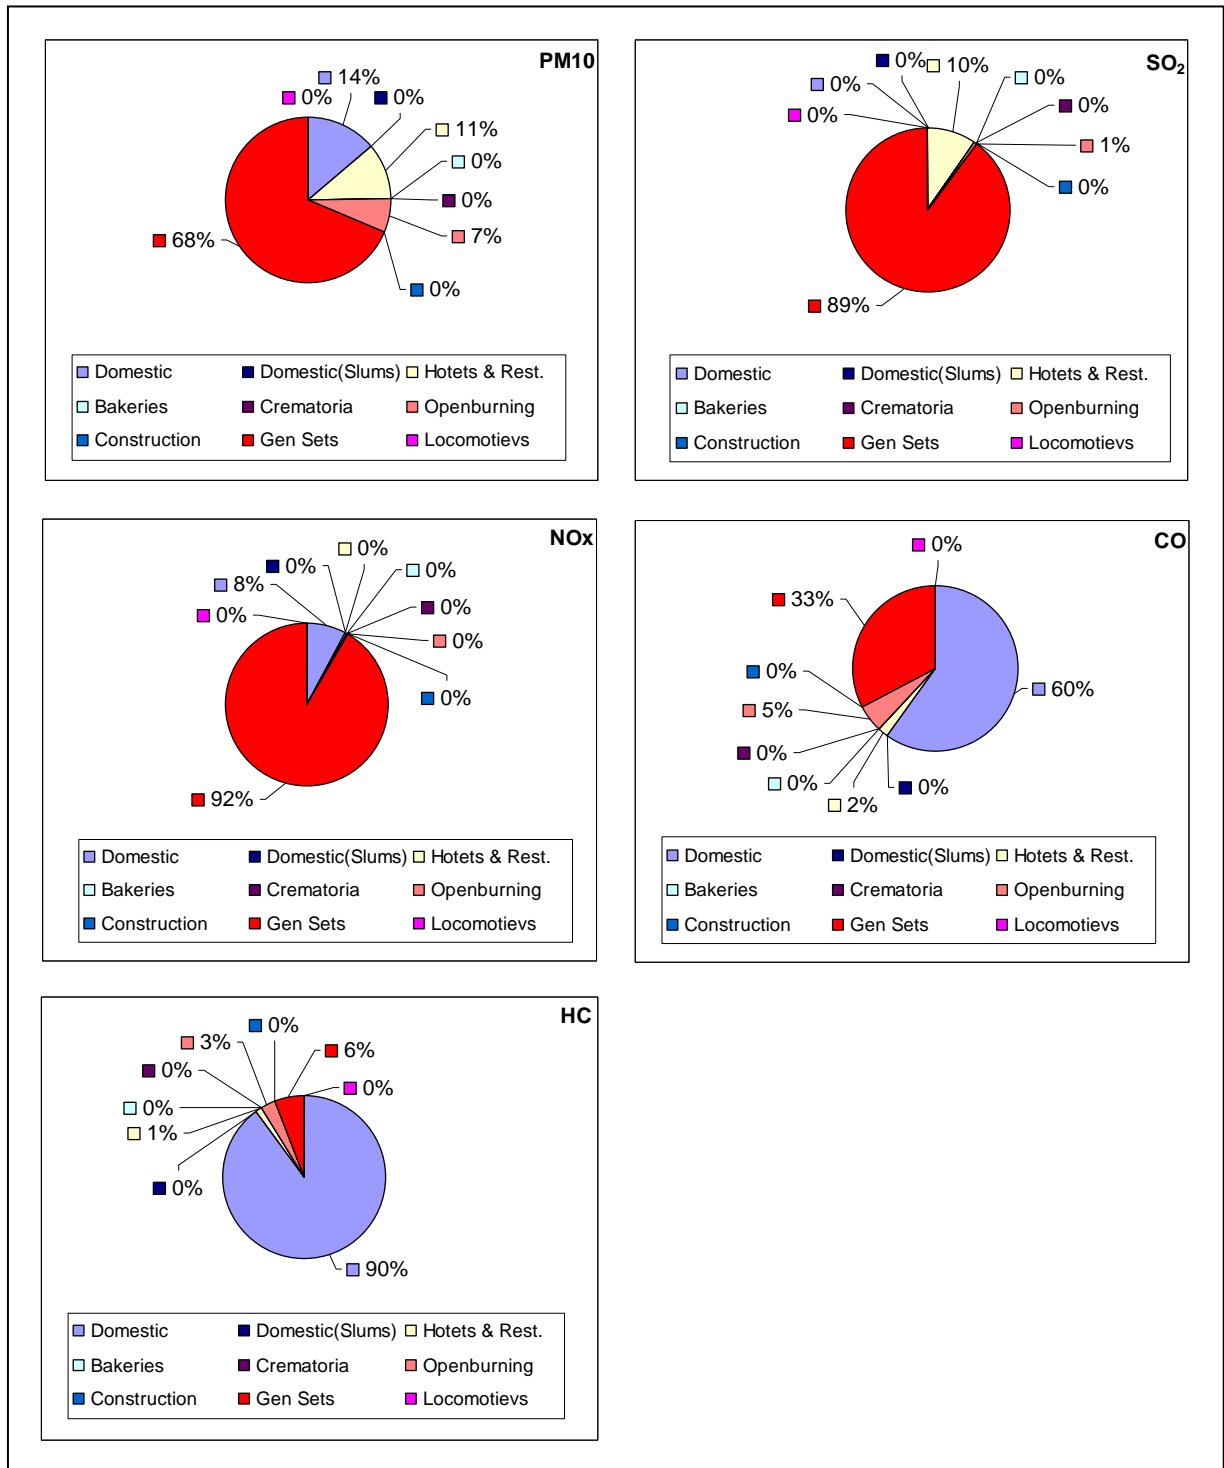 PM10
14%
0%
0%
11%
0%
0%
7%
68%
0%
Domestic Domestic(Slums) Hotets & Rest.
Bakeries Crematoria Openburning
Construction Gen Sets Locomotievs
SO₂
0%
10%
0%
0%
0%
0%
1%
0%
89%
Domestic Domestic(Slums) Hotets & Rest.
Bakeries Crematoria Openburning
Construction Gen Sets Locomotievs
NOx
0%
0%
0%
8%
0%
0%
0%
0%
92%
Domestic Domestic(Slums) Hotets & Rest.
Bakeries Crematoria Openburning
Construction Gen Sets Locomotievs
CO
0%
33%
0%
60%
5%
0%
0%
0%
2%
Domestic Domestic(Slums) Hotets & Rest.
Bakeries Crematoria Openburning
Construction Gen Sets Locomotievs
HC
0%
3%
6%
0%
0%
0%
1%
0%
90%
Domestic Domestic(Slums) Hotets & Rest.
Bakeries Crematoria Openburning
Construction Gen Sets Locomotievs